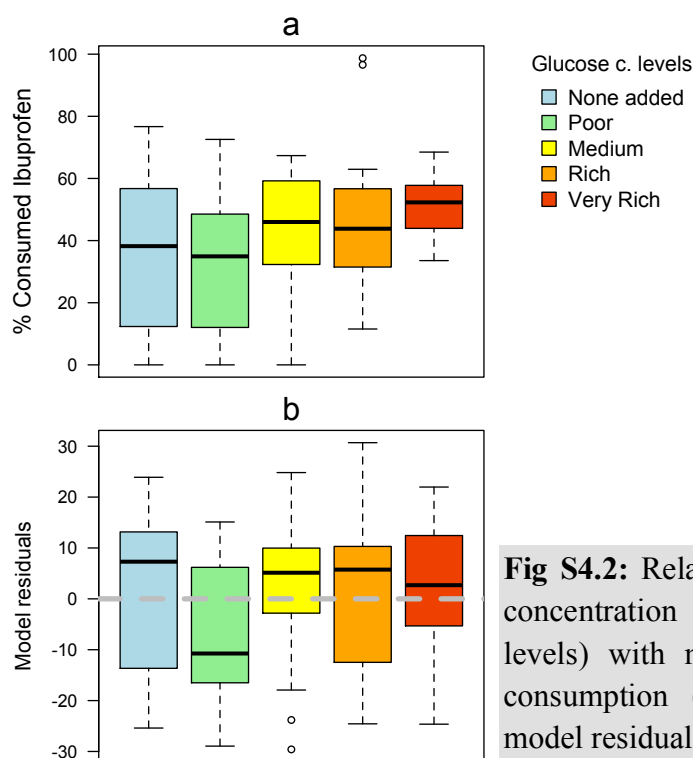 a
% Consumed Ibuprofen
100
80
60
40
20
0
Glucose c. levels
None added
Poor
Medium
Rich
Very Rich
b
Model residuals
30
20
10
0
-10
-20
-30
Fig S4.2: Rela
concentration
levels) with
consumption
model residual